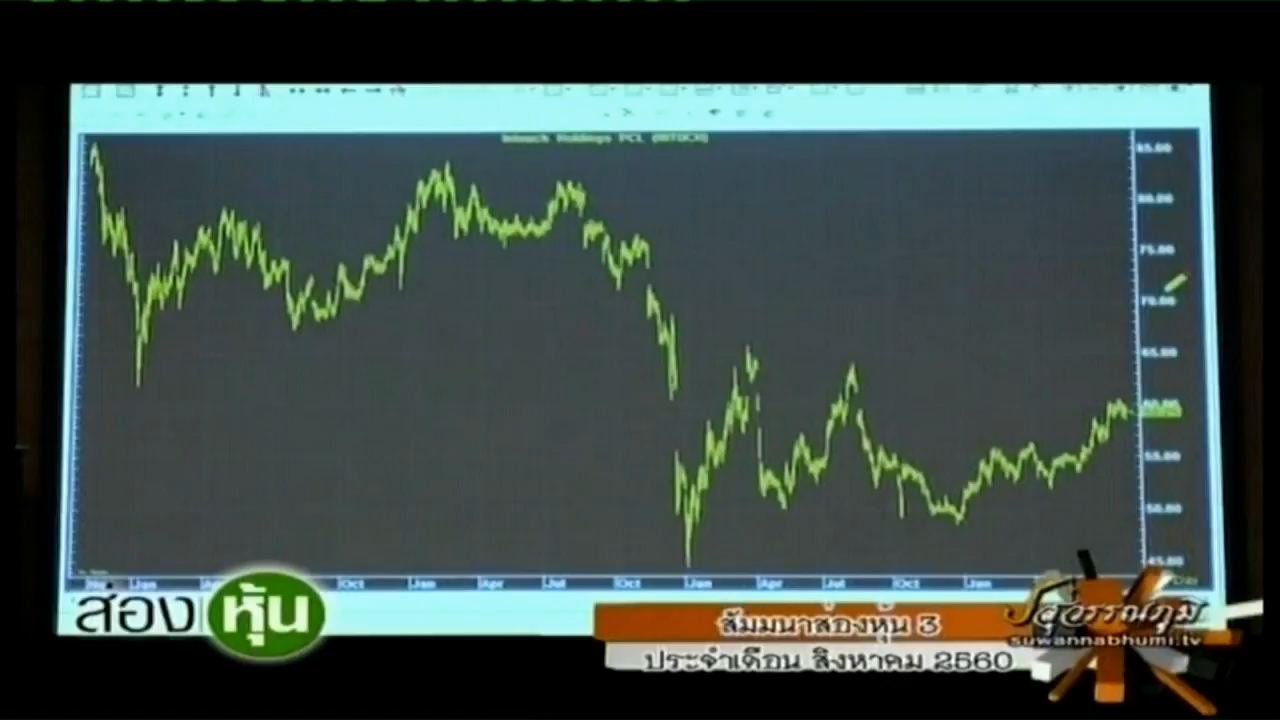 Intouch Holdings PCL (INTUCH)
85.00
80.00
75.00
70.00
65.00
60.00
55.00
50.00
45.00
Jan Apr Oct Jan Apr Jul Oct Jan Apr Jul Oct Jan
Day
ส่อง หุ้น
สัมมนาส่องหุ้น 3
ประจำเดือน สิงหาคม 2560
สุวรรณภูมิ
suwannabhumi.tv